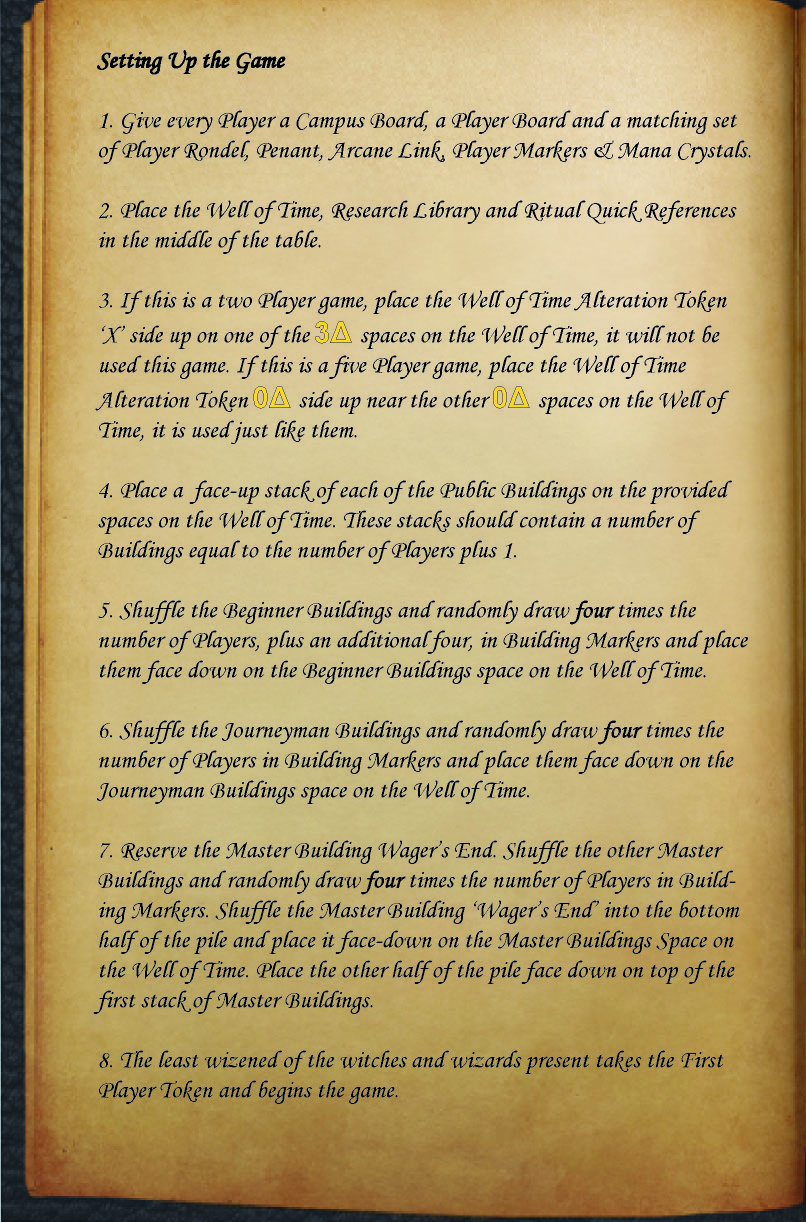 Setting Up the Game
1. Give every Player a Campus Board, a Player Board and a matching set
of Player Rondel, Penant, Arcane Link, Player Markers & Mana Crystals.
2. Place the Well of Time, Research Library and Ritual Quick References
in the middle of the table.
3. If this is a two Player game, place the Well of Time Alteration Token
‘X’ side up on one of the 3Δ spaces on the Well of Time, it will not be
used this game. If this is a five Player game, place the Well of Time
Alteration Token 0Δ side up near the other 0Δ spaces on the Well of
Time, it is used just like them.
4. Place a face-up stack of each of the Public Buildings on the provided
spaces on the Well of Time. These stacks should contain a number of
Buildings equal to the number of Players plus 1.
5. Shuffle the Beginner Buildings and randomly draw four times the
number of Players, plus an additional four, in Building Markers and place
them face down on the Beginner Buildings space on the Well of Time.
6. Shuffle the Journeyman Buildings and randomly draw four times the
number of Players in Building Markers and place them face down on the
Journeyman Buildings space on the Well of Time.
7. Reserve the Master Building Wager’s End. Shuffle the other Master
Buildings and randomly draw four times the number of Players in Build-
ing Markers. Shuffle the Master Building ‘Wager’s End’ into the bottom
half of the pile and place it face-down on the Master Buildings Space on
the Well of Time. Place the other half of the pile face down on top of the
first stack of Master Buildings.
8. The least wizened of the witches and wizards present takes the First
Player Token and begins the game.